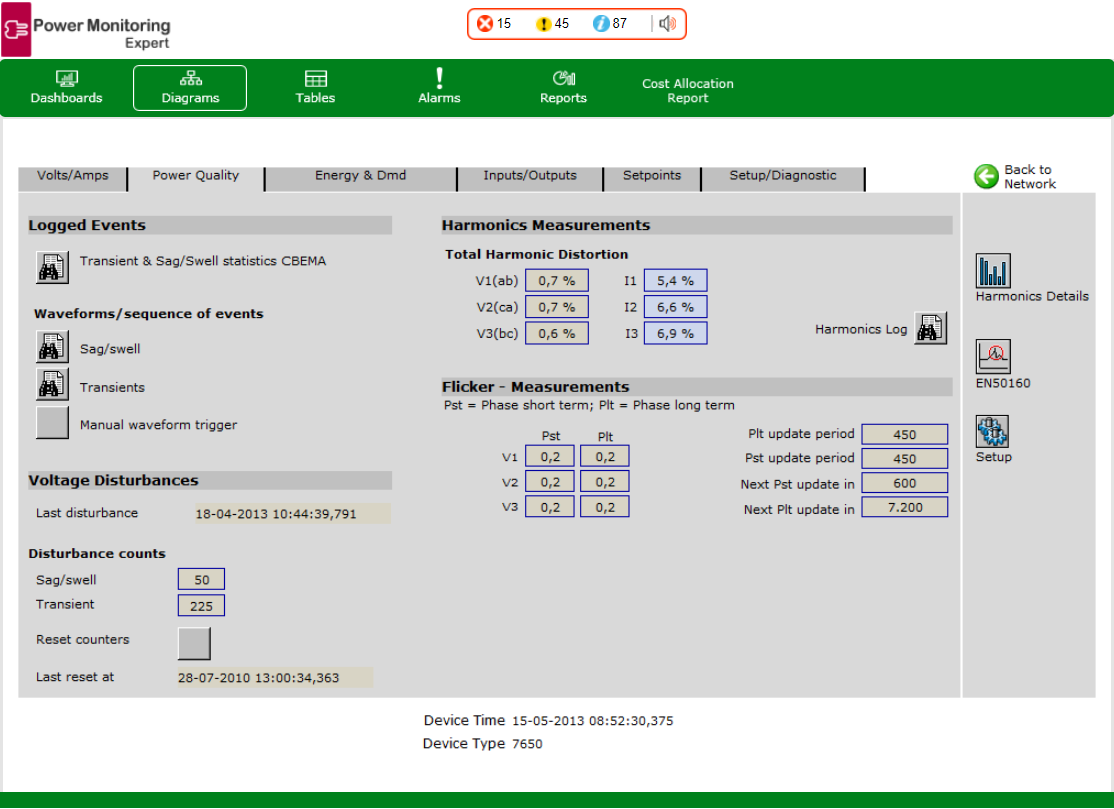 Power Monitoring
Expert
15 45 87
Dashboards Diagrams Tables Alarms Reports Cost Allocation
Report
Volts/Amps Power Quality Energy & Dmd Inputs/Outputs Setpoints Setup/Diagnostic
Back to
Network
Logged Events
Transient & Sag/Swell statistics CBEMA
Waveforms/sequence of events
Sag/swell
Transients
Manual waveform trigger
Voltage Disturbances
Last disturbance 18-04-2013 10:44:39,791
Disturbance counts
Sag/swell 50
Transient 225
Reset counters
Last reset at 28-07-2010 13:00:34,363
Harmonics Measurements
Total Harmonic Distortion
V1(ab) 0,7 % I1 5,4 %
V2(ca) 0,7 % I2 6,6 %
V3(bc) 0,6 % I3 6,9 %
Harmonics Log
Flicker - Measurements
Pst = Phase short term; Plt = Phase long term
Pst Plt
V1 0,2 0,2
V2 0,2 0,2
V3 0,2 0,2
Plt update period 450
Pst update period 450
Next Pst update in 600
Next Plt update in 7.200
Harmonics Details
EN50160
Setup
Device Time 15-05-2013 08:52:30,375
Device Type 7650